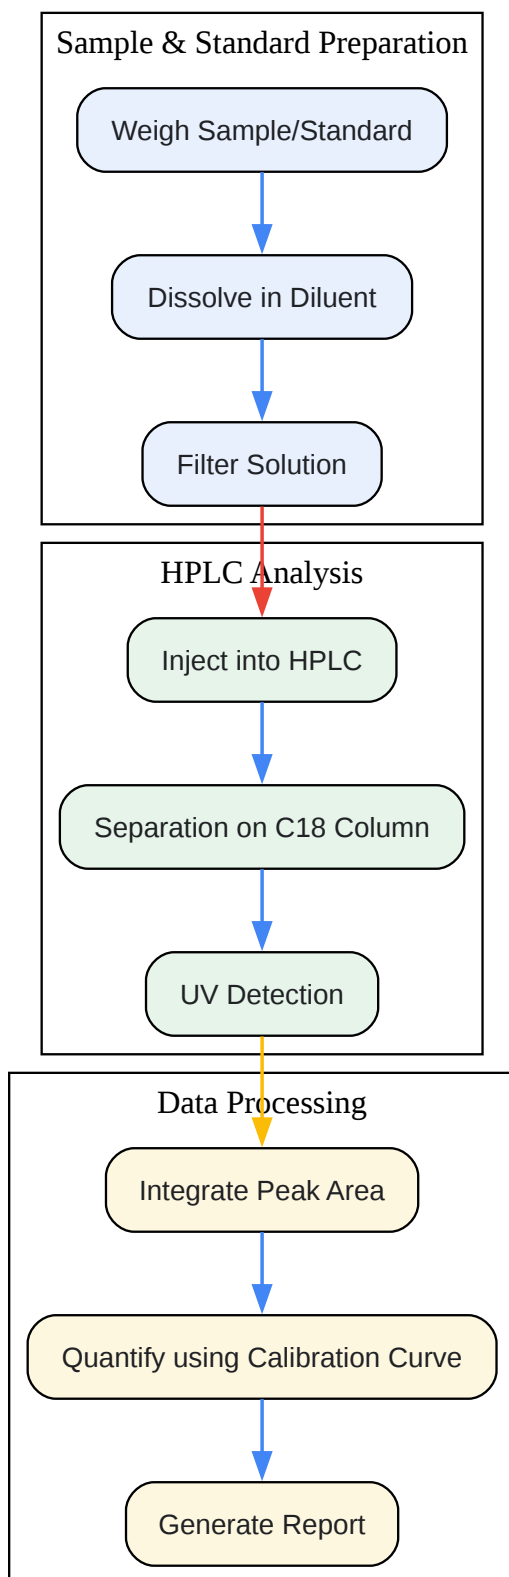 Sample & Standard Preparation
Weigh Sample/Standard
Dissolve in Diluent
Filter Solution
HPLC Analysis
Inject into HPLC
Separation on C18 Column
UV Detection
Data Processing
Integrate Peak Area
Quantify using Calibration Curve
Generate Report